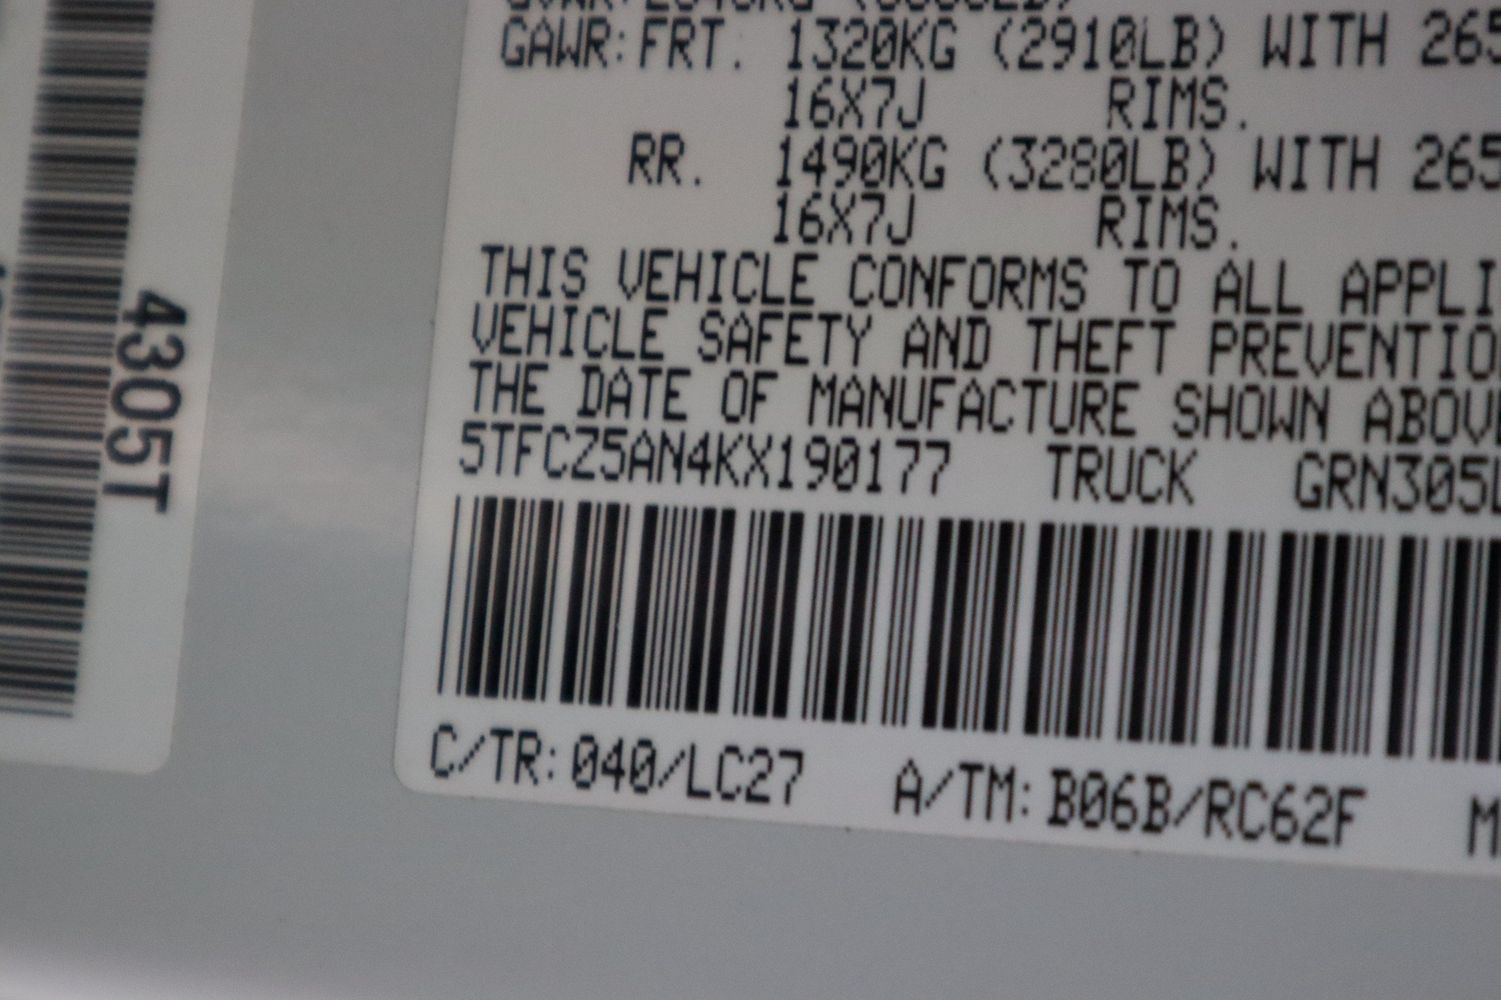 GAWR: FRT. 1320KG (2910LB) WITH 265
16X7J RIMS.
RR. 1490KG (3280LB) WITH 265
16X7J RIMS.
THIS VEHICLE CONFORMS TO ALL APPLI
VEHICLE SAFETY AND THEFT PREVENTIO
THE DATE OF MANUFACTURE SHOWN ABOVE
5TFCZ5AN4KX190177 TRUCK GRN305L
C/TR: 040/LC27 A/TM: B06B/RC62F M
4305T